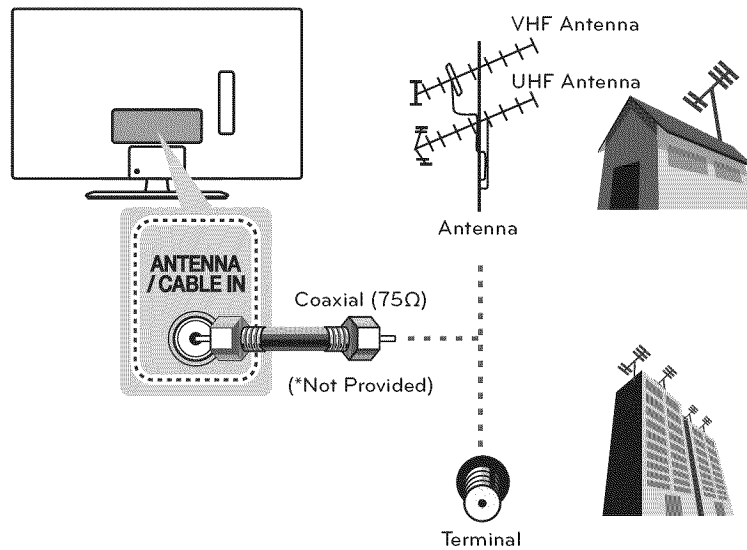 VHF Antenna
UHF Antenna
Antenna
ANTENNA
/ CABLE IN
Coaxial (75Ω)
(*Not Provided)
Terminal